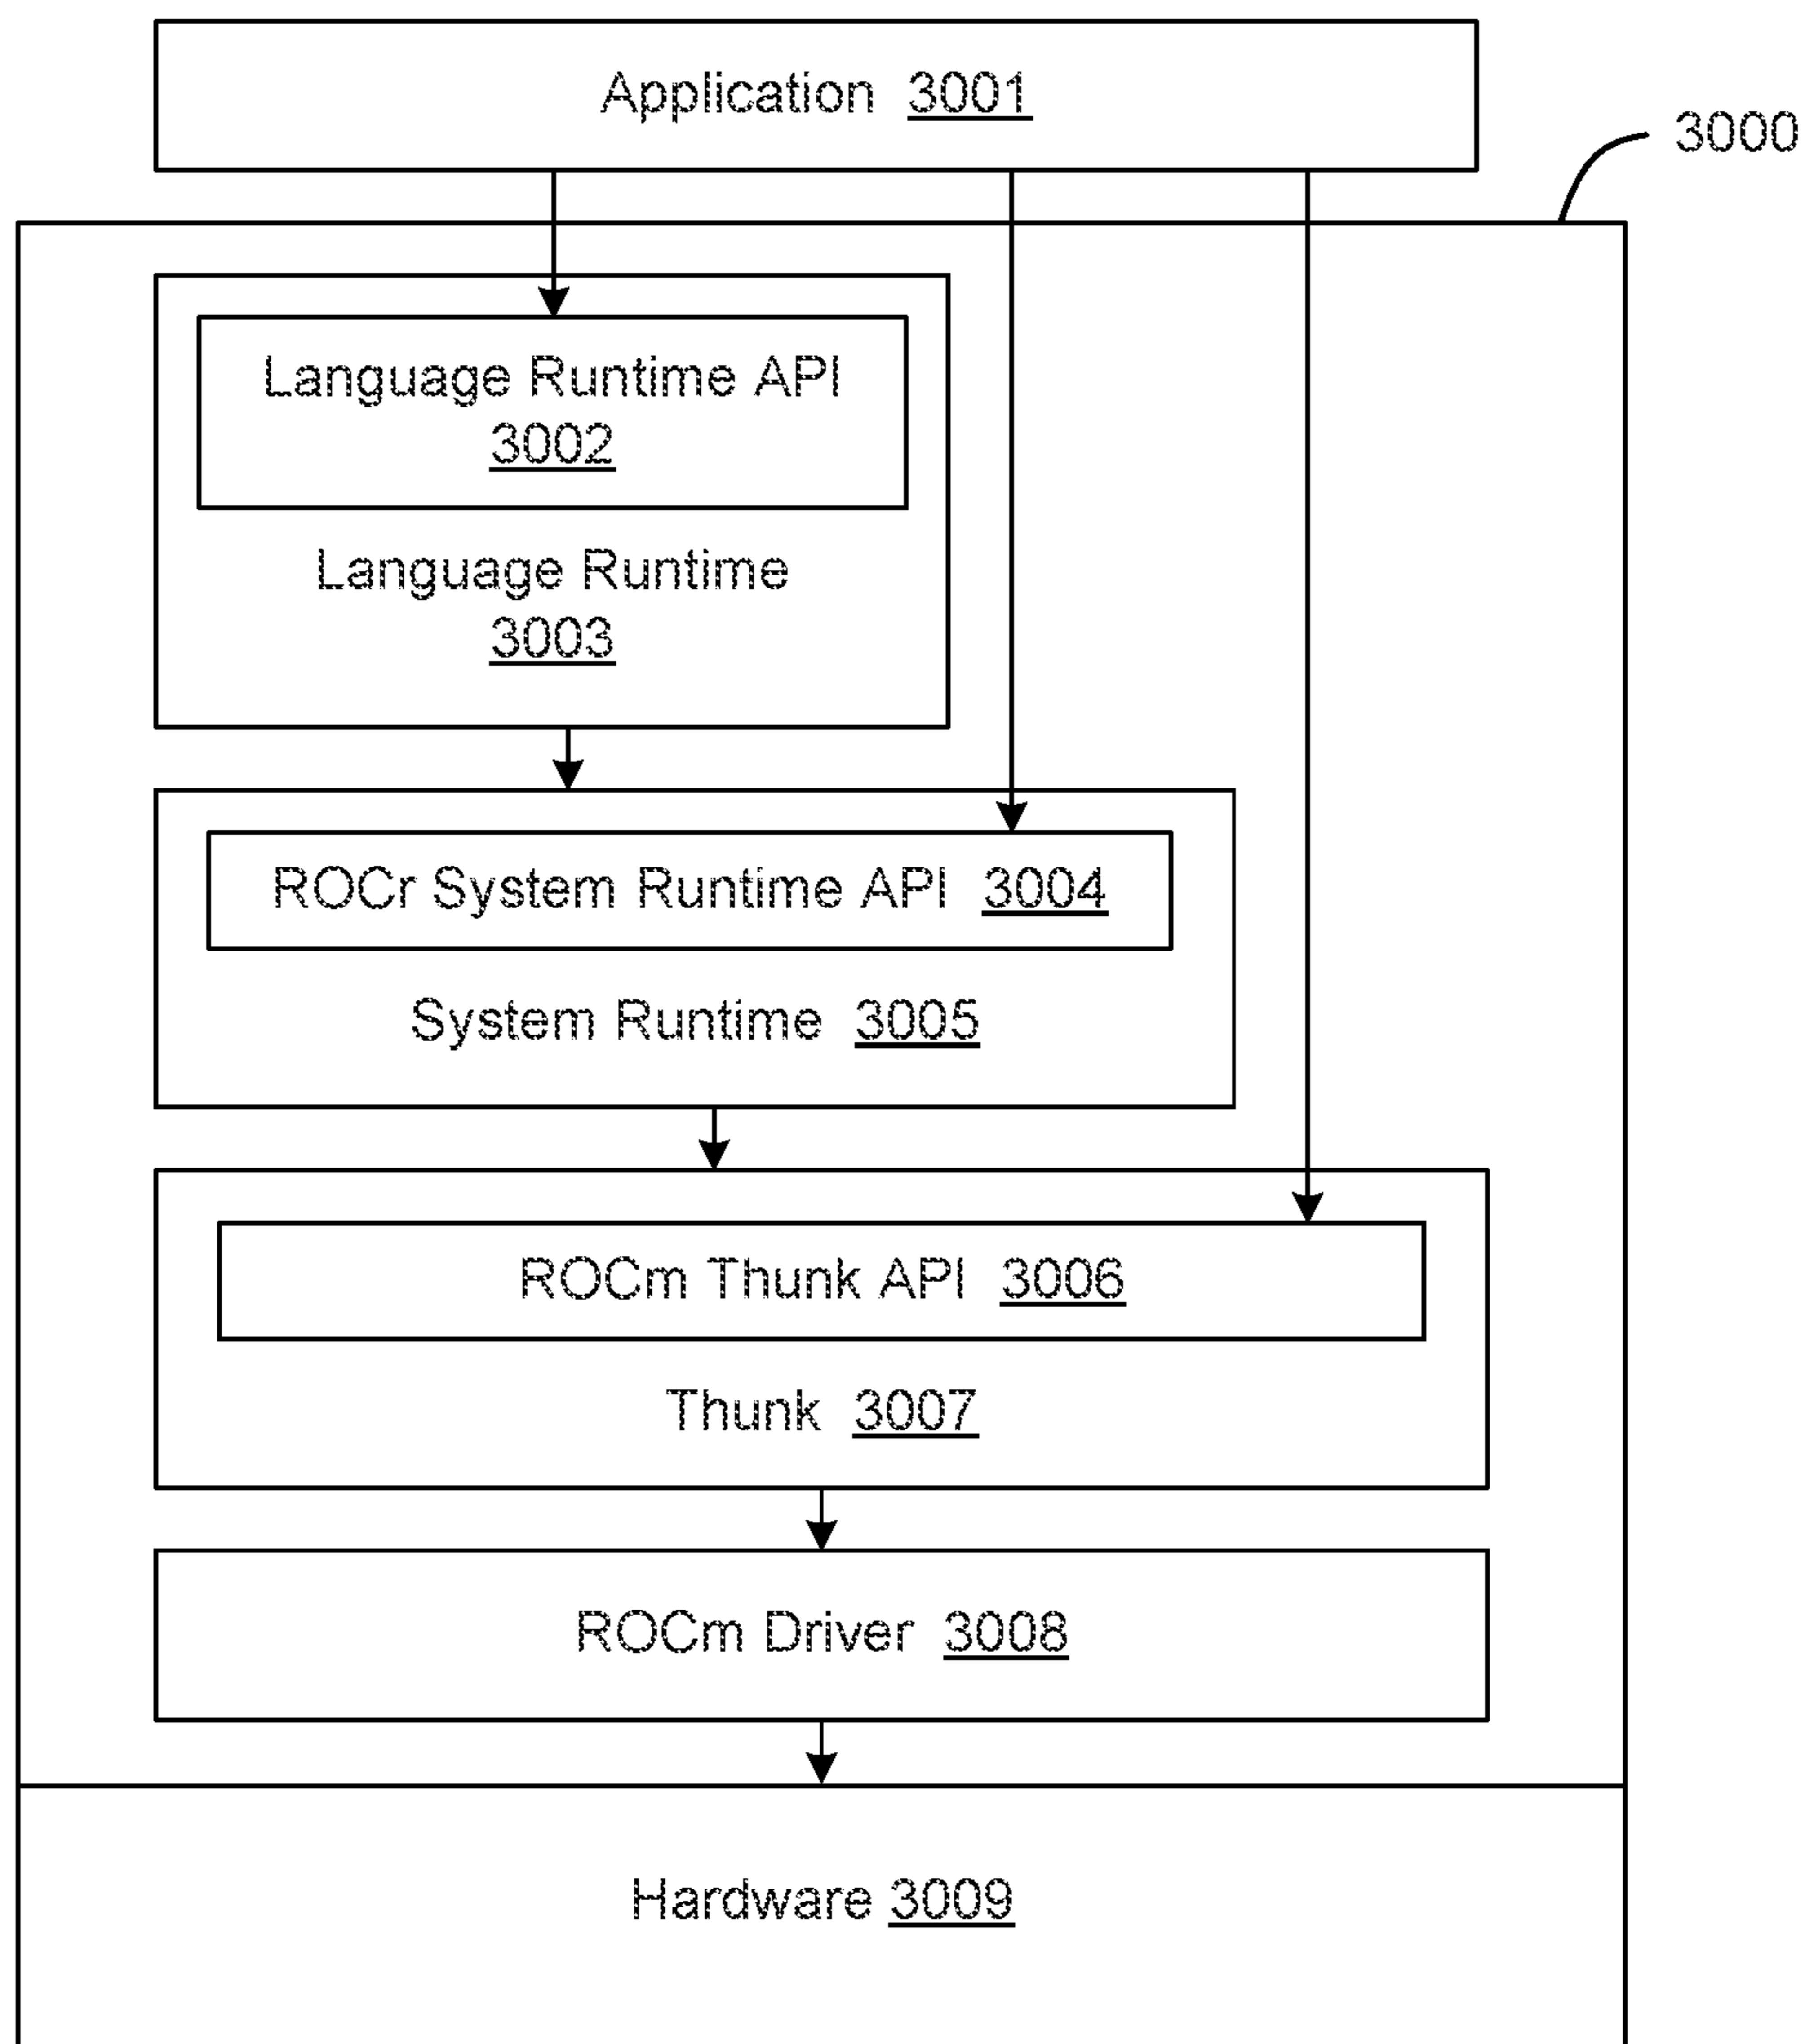 Application 3001
3000
Language Runtime API
3002
Language Runtime
3003
ROCr System Runtime API 3004
System Runtime 3005
ROCm Thunk API 3006
Thunk 3007
ROCm Driver 3008
Hardware 3009